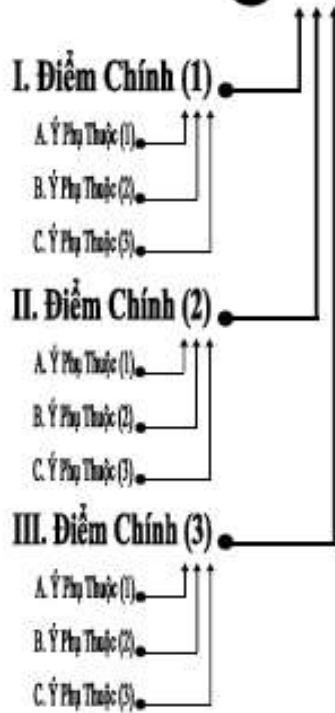 I. Điểm Chính (1)
A. Ý Phụ Thuộc (1)
B. Ý Phụ Thuộc (2)
C. Ý Phụ Thuộc (3)
II. Điểm Chính (2)
A. Ý Phụ Thuộc (1)
B. Ý Phụ Thuộc (2)
C. Ý Phụ Thuộc (3)
III. Điểm Chính (3)
A. Ý Phụ Thuộc (1)
B. Ý Phụ Thuộc (2)
C. Ý Phụ Thuộc (3)